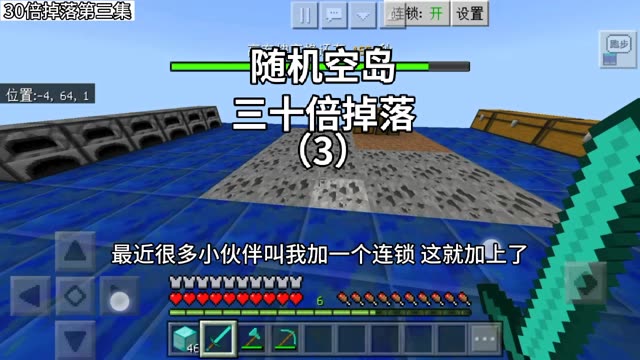 30倍掉落第三集
连锁: 开
设置
跑步
位置:-4, 64, 1
随机空岛
三十倍掉落
（3）
最近很多小伙伴叫我加一个连锁 这就加上了
6
46